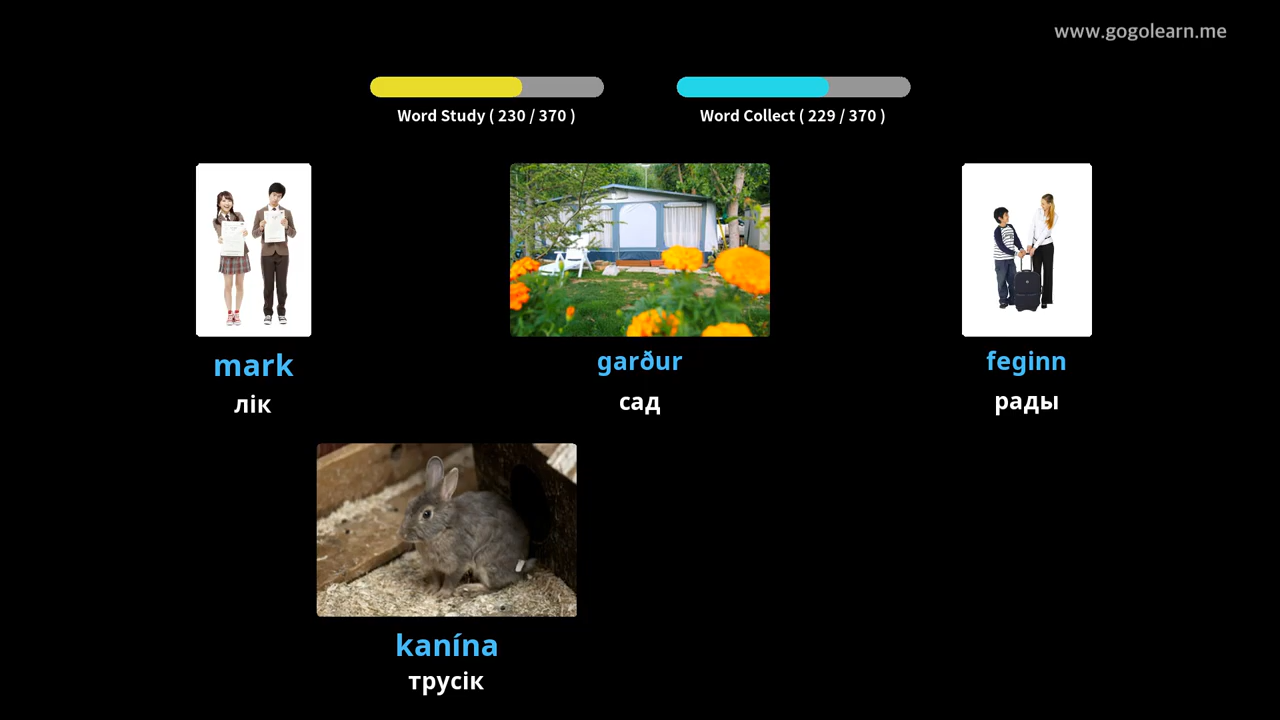 www.gogolearn.me
Word Study ( 230 / 370 )
Word Collect ( 229 / 370 )
mark
лік
garður
сад
feginn
рады
kanína
трусік